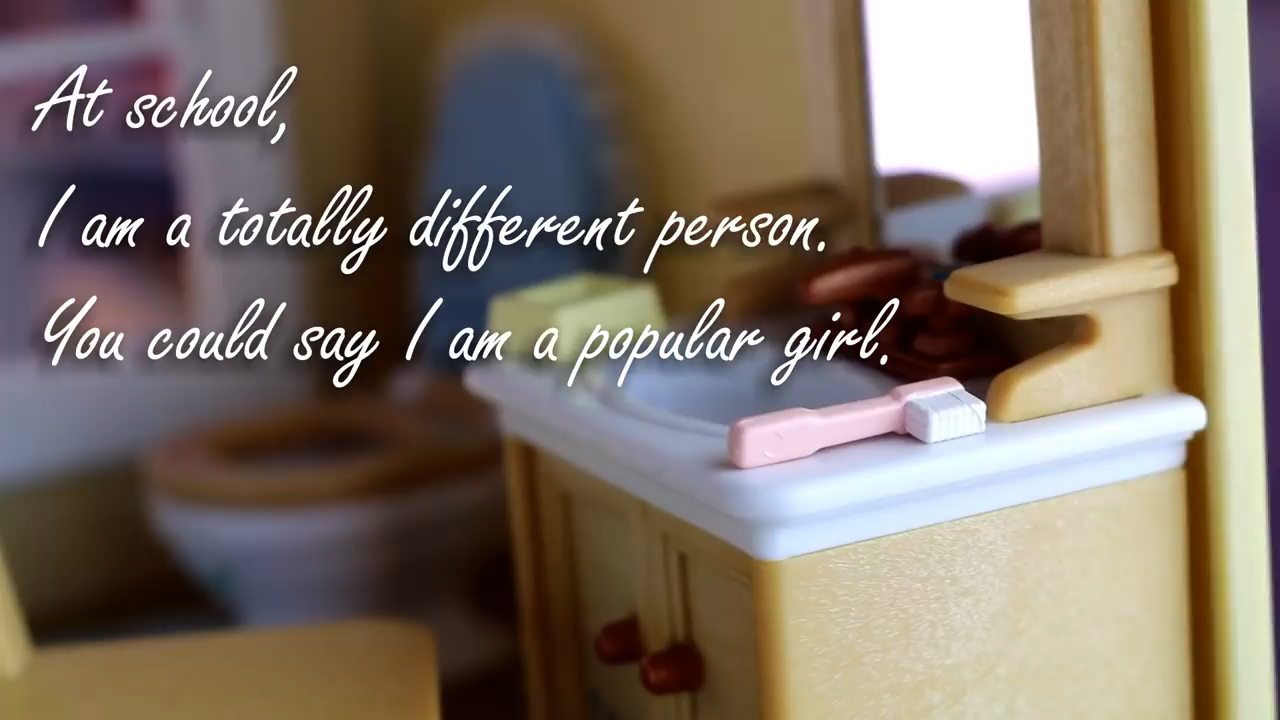 At school,
I am a totally different person.
You could say I am a popular girl.